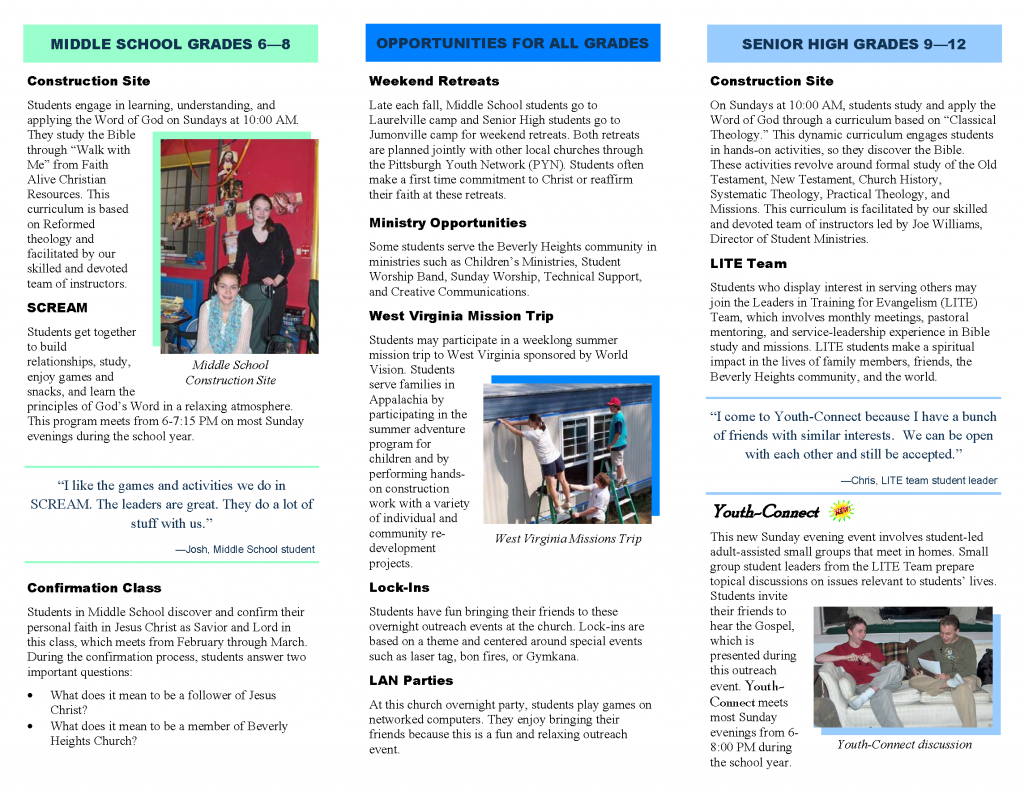 MIDDLE SCHOOL GRADES 6—8
Construction Site
Students engage in learning, understanding, and
applying the Word of God on Sundays at 10:00 AM.
They study the Bible
through “Walk with
Me” from Faith
Alive Christian
Resources. This
curriculum is based
on Reformed
theology and
facilitated by our
skilled and devoted
team of instructors.
SCREAM
Students get together
to build
relationships, study,
enjoy games and
snacks, and learn the
principles of God’s Word in a relaxing atmosphere.
This program meets from 6-7:15 PM on most Sunday
evenings during the school year.
Middle School
Construction Site
“I like the games and activities we do in
SCREAM. The leaders are great. They do a lot of
stuff with us.”
—Josh, Middle School student
Confirmation Class
Students in Middle School discover and confirm their
personal faith in Jesus Christ as Savior and Lord in
this class, which meets from February through March.
During the confirmation process, students answer two
important questions:
• What does it mean to be a follower of Jesus
Christ?
• What does it mean to be a member of Beverly
Heights Church?
OPPORTUNITIES FOR ALL GRADES
Weekend Retreats
Late each fall, Middle School students go to
Laurelville camp and Senior High students go to
Jumonville camp for weekend retreats. Both retreats
are planned jointly with other local churches through
the Pittsburgh Youth Network (PYN). Students often
make a first time commitment to Christ or reaffirm
their faith at these retreats.
Ministry Opportunities
Some students serve the Beverly Heights community in
ministries such as Children’s Ministries, Student
Worship Band, Sunday Worship, Technical Support,
and Creative Communications.
West Virginia Mission Trip
Students may participate in a weeklong summer
mission trip to West Virginia sponsored by World
Vision. Students
serve families in
Appalachia by
participating in the
summer adventure
program for
children and by
performing hands-
on construction
work with a variety
of individual and
community re-
development
projects.
West Virginia Missions Trip
Lock-Ins
Students have fun bringing their friends to these
overnight outreach events at the church. Lock-ins are
based on a theme and centered around special events
such as laser tag, bon fires, or Gymkana.
LAN Parties
At this church overnight party, students play games on
networked computers. They enjoy bringing their
friends because this is a fun and relaxing outreach
event.
SENIOR HIGH GRADES 9—12
Construction Site
On Sundays at 10:00 AM, students study and apply the
Word of God through a curriculum based on “Classical
Theology.” This dynamic curriculum engages students
in hands-on activities, so they discover the Bible.
These activities revolve around formal study of the Old
Testament, New Testament, Church History,
Systematic Theology, Practical Theology, and
Missions. This curriculum is facilitated by our skilled
and devoted team of instructors led by Joe Williams,
Director of Student Ministries.
LITE Team
Students who display interest in serving others may
join the Leaders in Training for Evangelism (LITE)
Team, which involves monthly meetings, pastoral
mentoring, and service-leadership experience in Bible
study and missions. LITE students make a spiritual
impact in the lives of family members, friends, the
Beverly Heights community, and the world.
“I come to Youth-Connect because I have a bunch
of friends with similar interests. We can be open
with each other and still be accepted.”
—Chris, LITE team student leader
Youth-Connect NEW!
This new Sunday evening event involves student-led
adult-assisted small groups that meet in homes. Small
group student leaders from the LITE Team prepare
topical discussions on issues relevant to students’ lives.
Students invite
their friends to
hear the Gospel,
which is
presented during
this outreach
event. Youth-
Connect meets
most Sunday
evenings from 6-
8:00 PM during
the school year.
Youth-Connect discussion